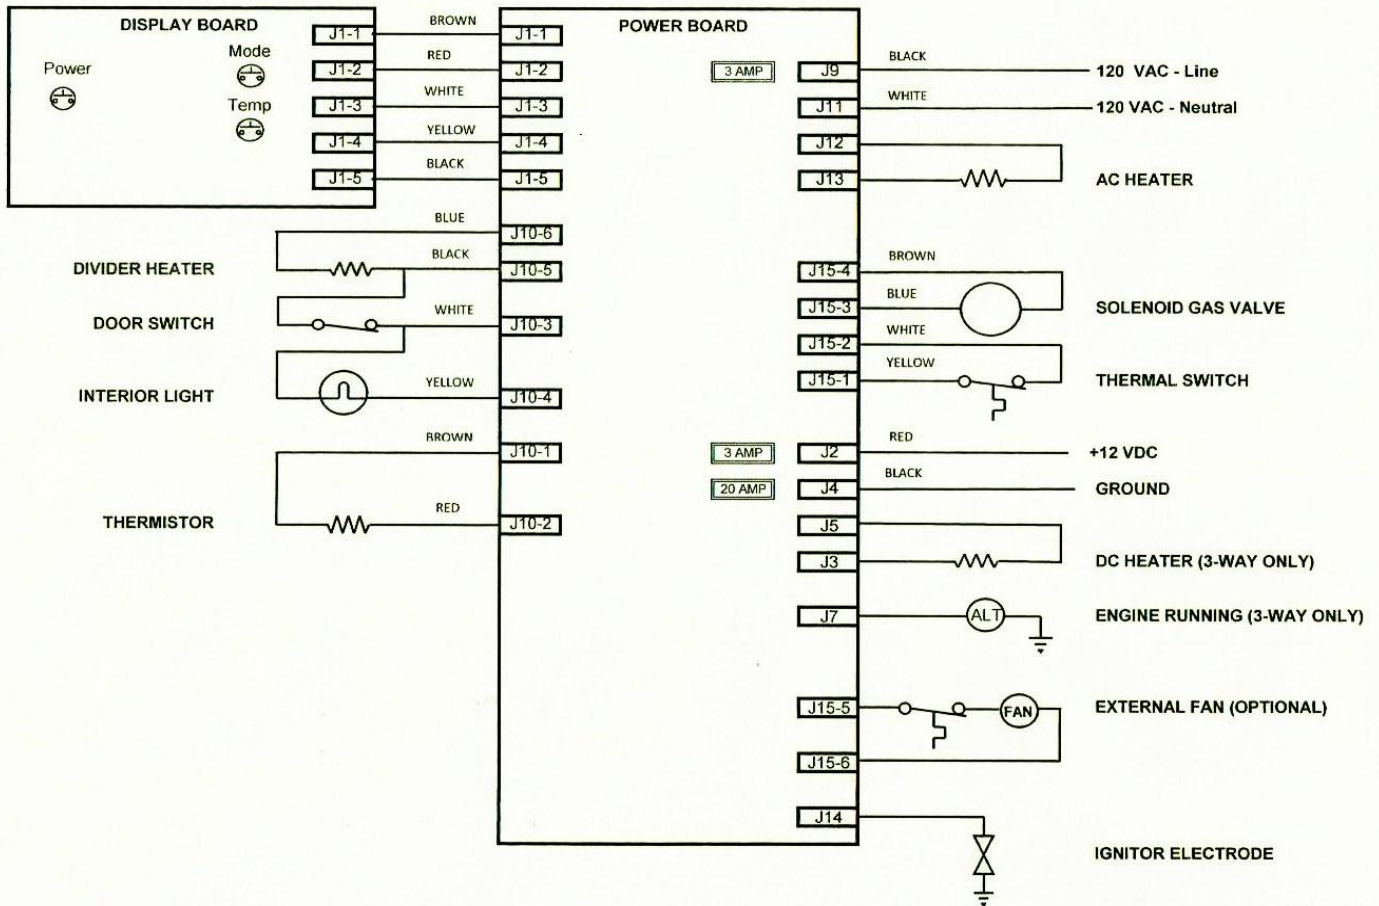 DISPLAY BOARD
Power
Mode
Temp
J1-1
J1-2
J1-3
J1-4
J1-5
BROWN
RED
WHITE
YELLOW
BLACK
POWER BOARD
J1-1
J1-2
J1-3
J1-4
J1-5
BLUE
J10-6
DIVIDER HEATER
BLACK
J10-5
DOOR SWITCH
WHITE
J10-3
INTERIOR LIGHT
YELLOW
J10-4
BROWN
J10-1
THERMISTOR
RED
J10-2
3 AMP
J9
BLACK
120 VAC - Line
J11
WHITE
120 VAC - Neutral
J12
J13
AC HEATER
J15-4
BROWN
J15-3
BLUE
SOLENOID GAS VALVE
J15-2
WHITE
J15-1
YELLOW
THERMAL SWITCH
3 AMP
J2
RED
+12 VDC
20 AMP
J4
BLACK
GROUND
J5
J3
DC HEATER (3-WAY ONLY)
J7
ALT
ENGINE RUNNING (3-WAY ONLY)
J15-5
FAN
EXTERNAL FAN (OPTIONAL)
J15-6
J14
IGNITOR ELECTRODE